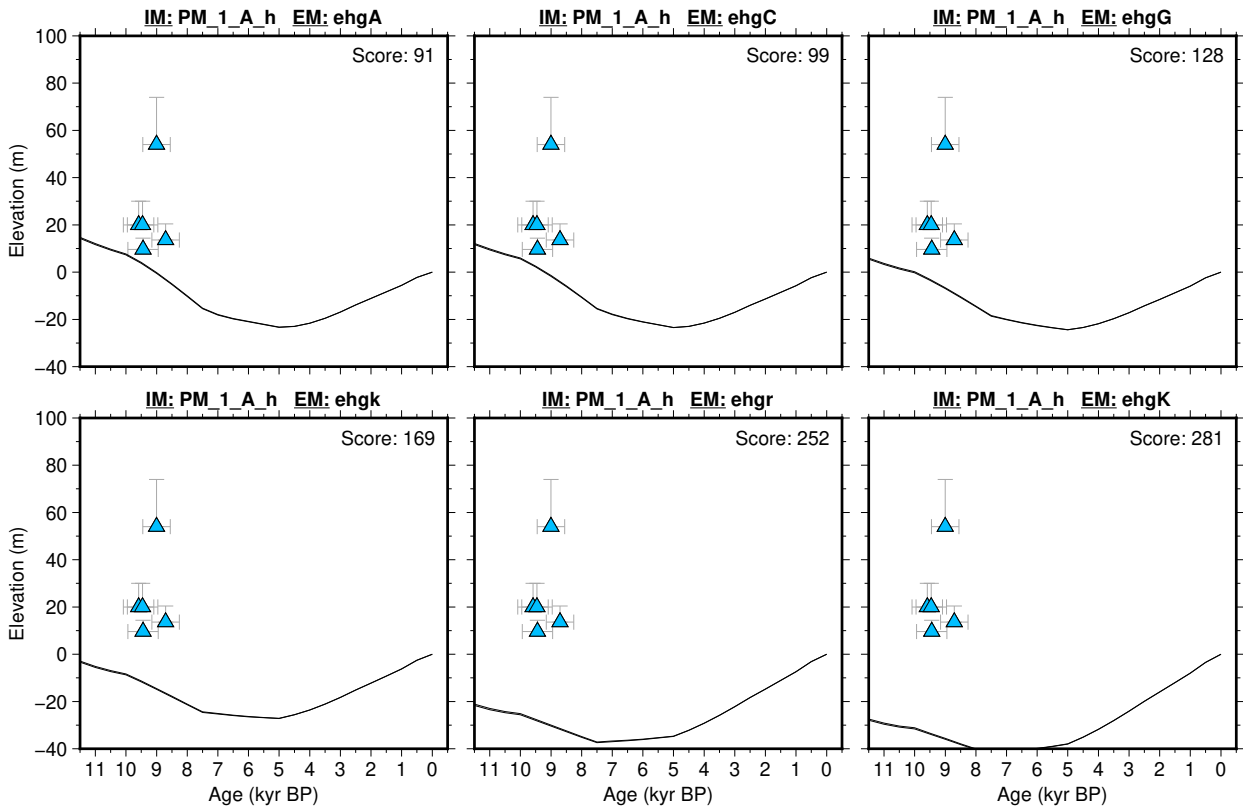 IM: PM_1_A_h EM: ehgA
IM: PM_1_A_h EM: ehgC
IM: PM_1_A_h EM: ehgG
Score: 91
Score: 99
Score: 128
100
80
60
40
20
0
−20
−40
Elevation (m)
IM: PM_1_A_h EM: ehgk
IM: PM_1_A_h EM: ehgr
IM: PM_1_A_h EM: ehgK
Score: 169
Score: 252
Score: 281
100
80
60
40
20
0
−20
−40
Elevation (m)
11 10 9 8 7 6 5 4 3 2 1 0
11 10 9 8 7 6 5 4 3 2 1 0
11 10 9 8 7 6 5 4 3 2 1 0
Age (kyr BP)
Age (kyr BP)
Age (kyr BP)